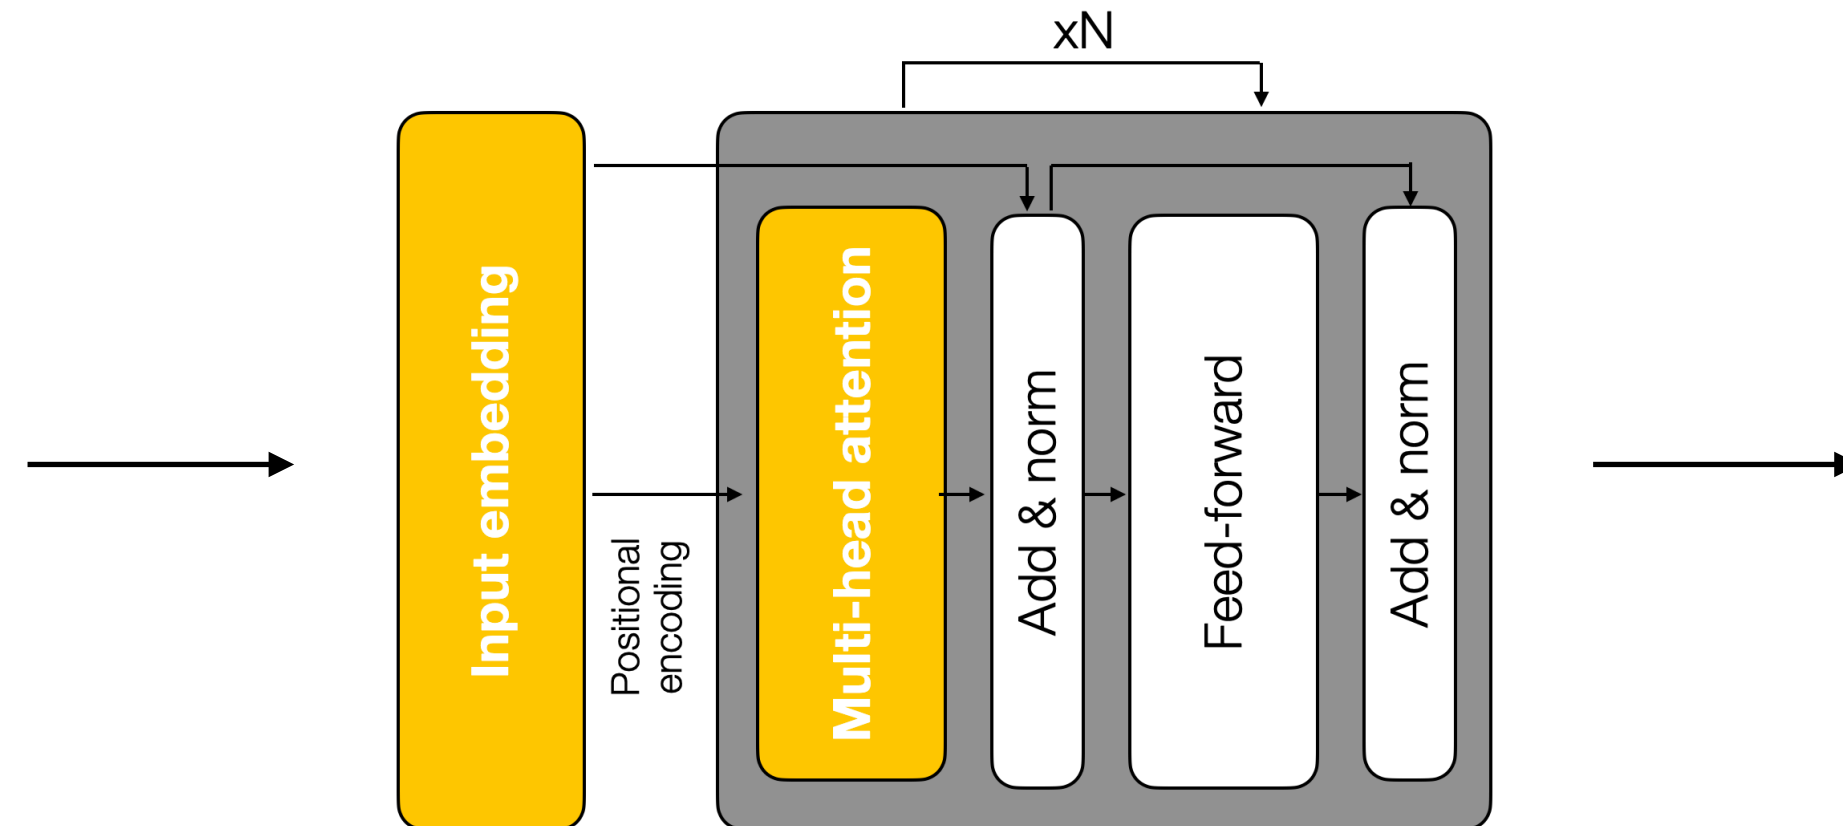 xN
Input embedding
Positional
encoding
Multi-head attention
Add & norm
Feed-forward
Add & norm